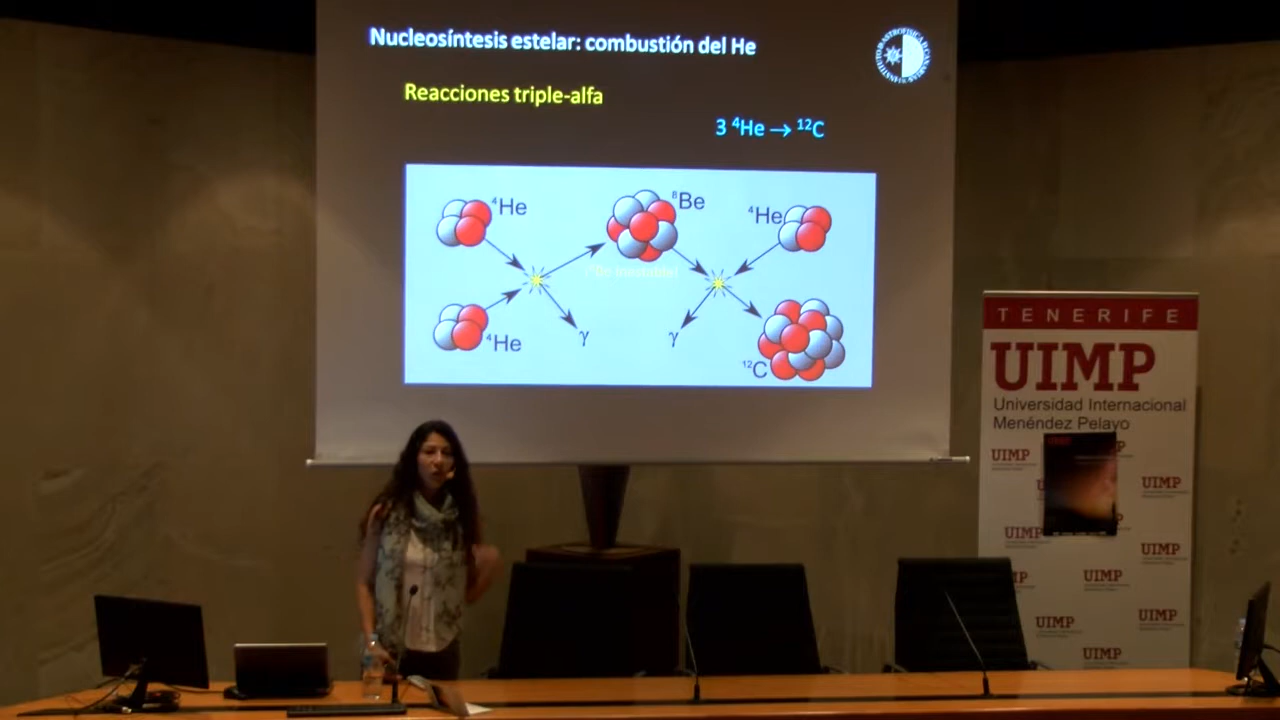 Nucleosíntesis estelar: combustión del He
Reacciones triple-alfa
3 ⁴He → ¹²C
⁴He
⁸Be
⁴He
γ
γ
⁴He
¹²C
TENERIFE
UIMP
Universidad Internacional
Menéndez Pelayo
UIMP
UIMP
UIMP
UIMP
UIMP
UIMP
UIMP
UIMP